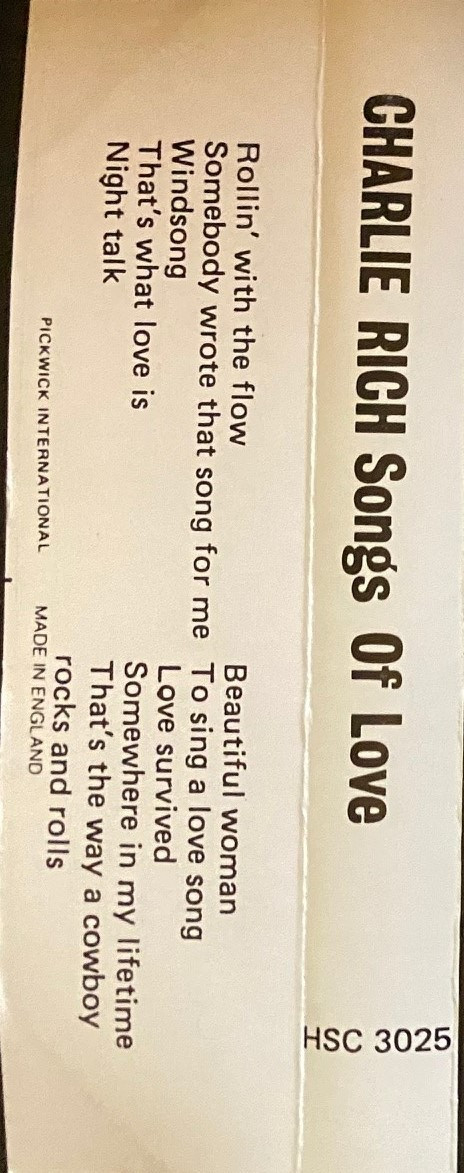 CHARLIE RICH Songs Of Love
HSC 3025
Rollin' with the flow
Somebody wrote that song for me
Windsong
That's what love is
Night talk
Beautiful woman
To sing a love song
Love survived
Somewhere in my lifetime
That's the way a cowboy
rocks and rolls
PICKWICK INTERNATIONAL
MADE IN ENGLAND